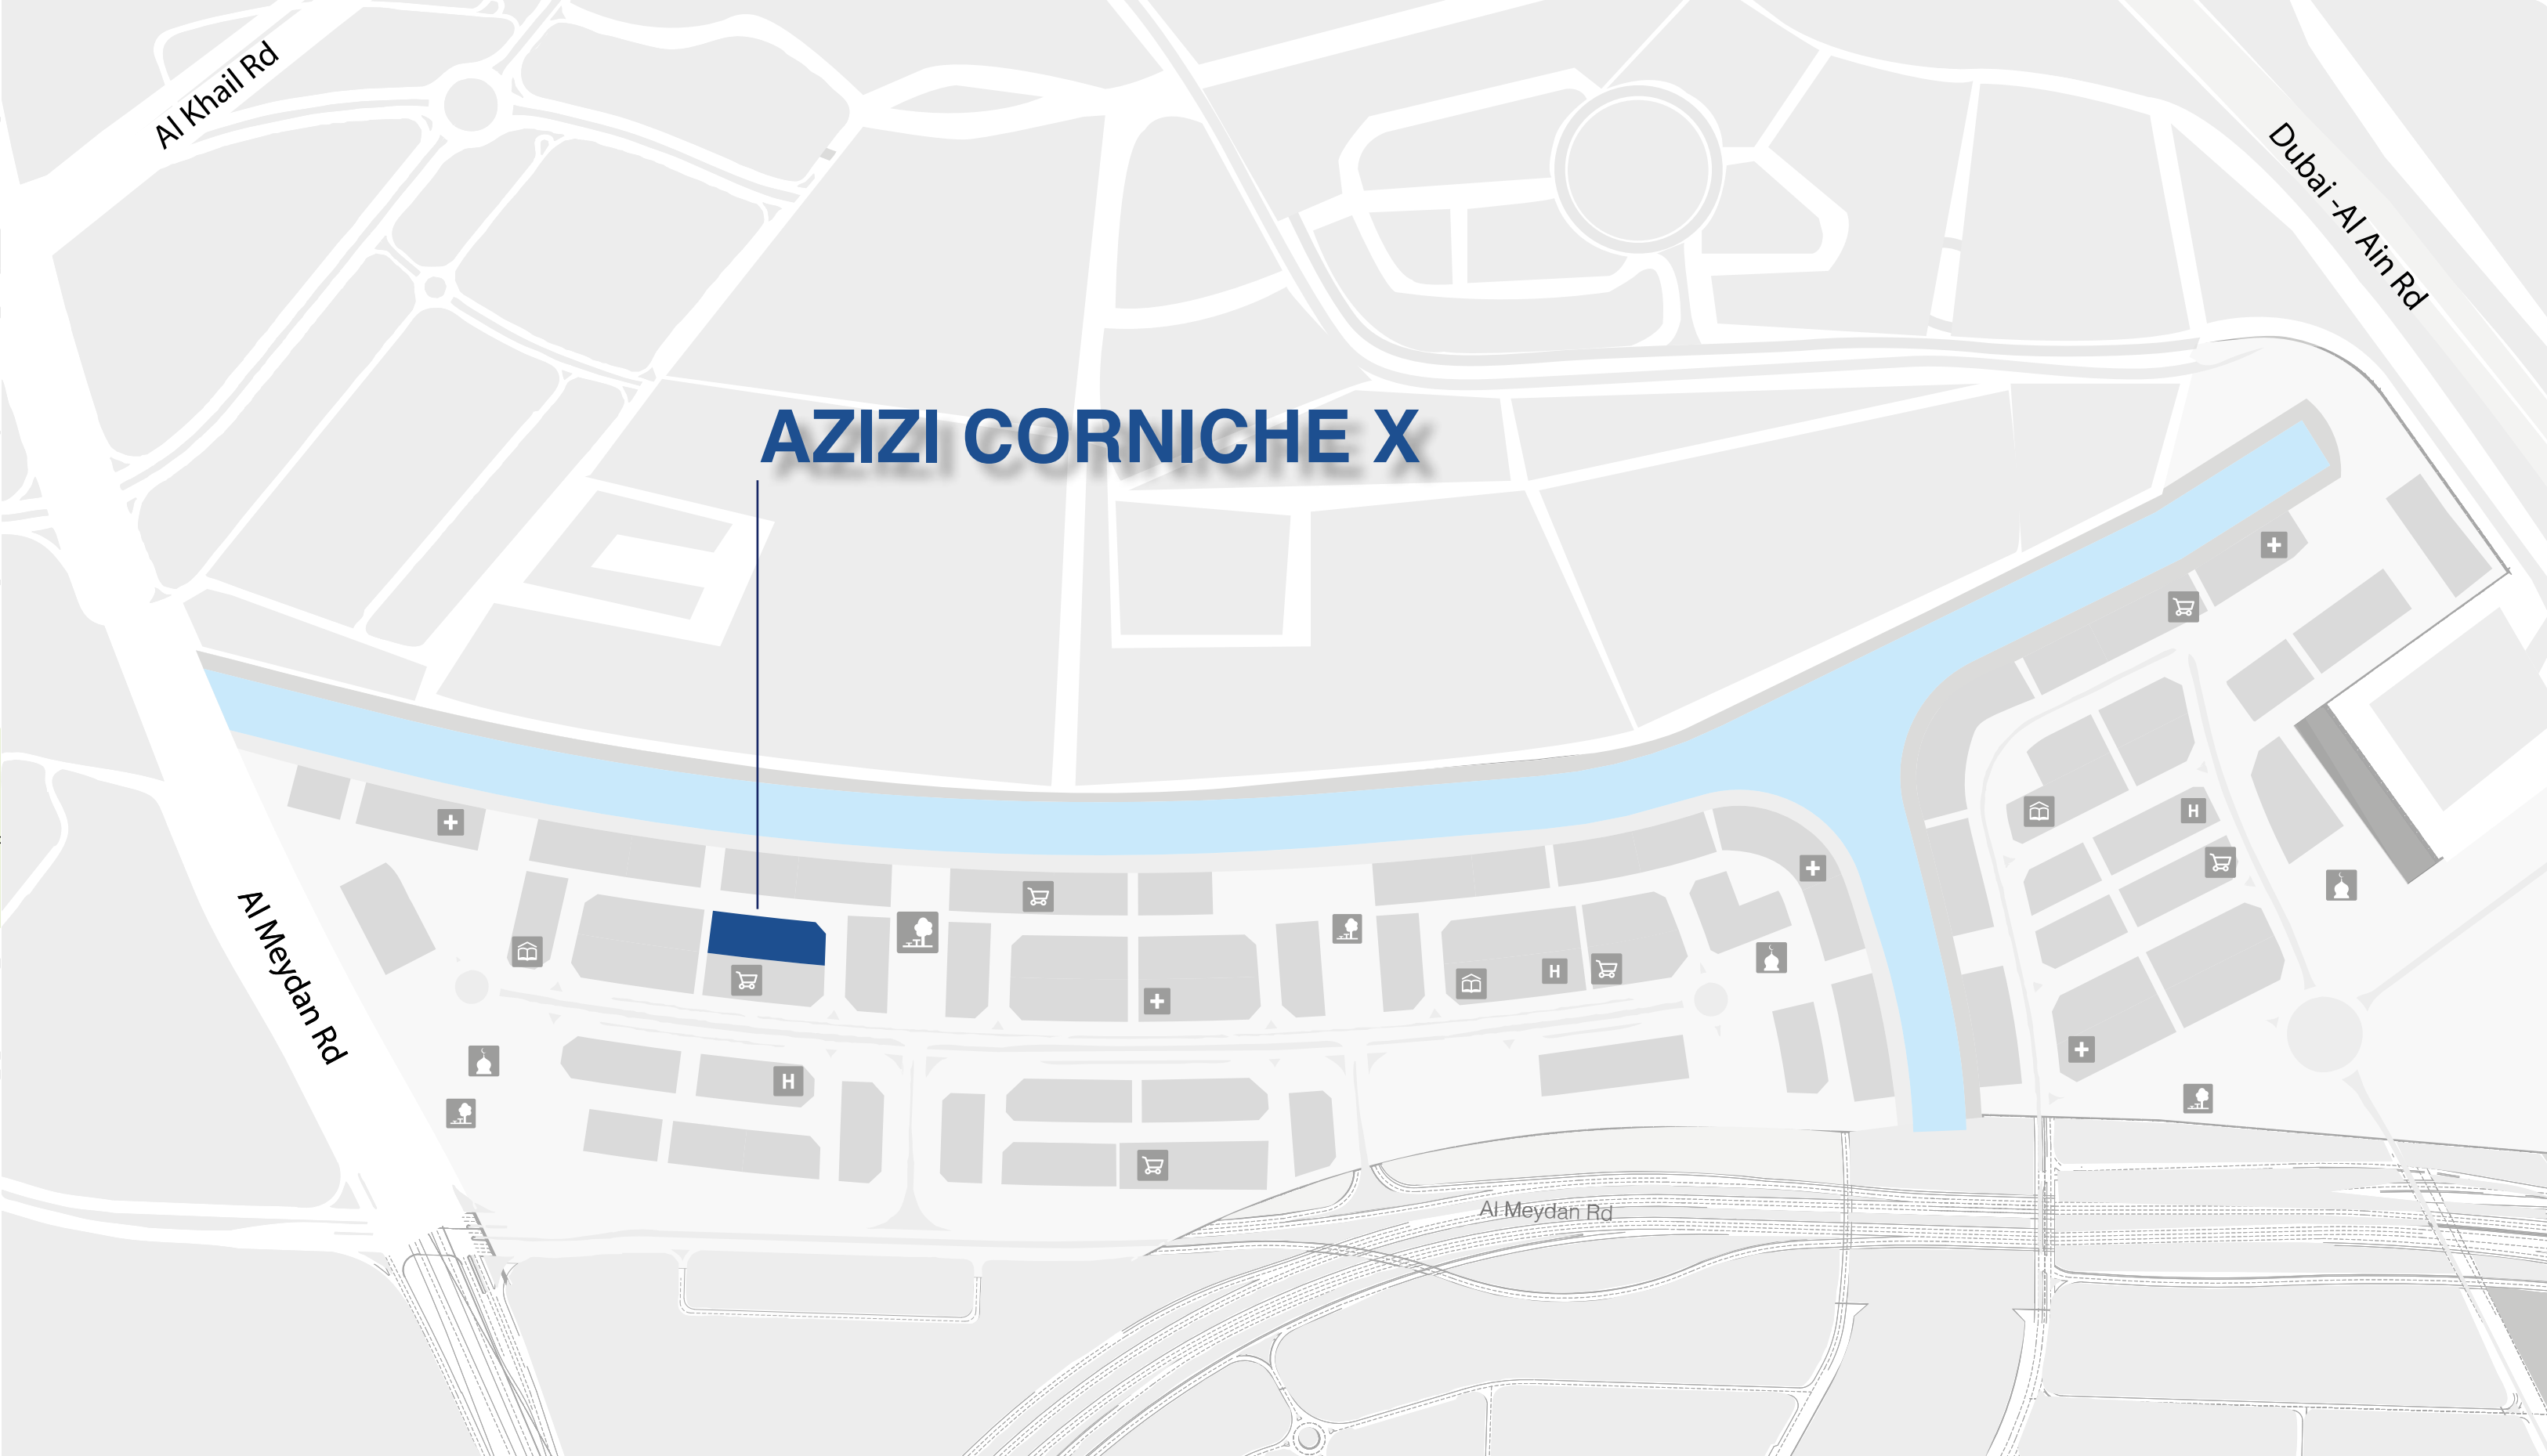 Al Khail Rd
Dubai -Al Ain Rd
AZIZI CORNICHE X
H
Al Meydan Rd
H
H
Al Meydan Rd